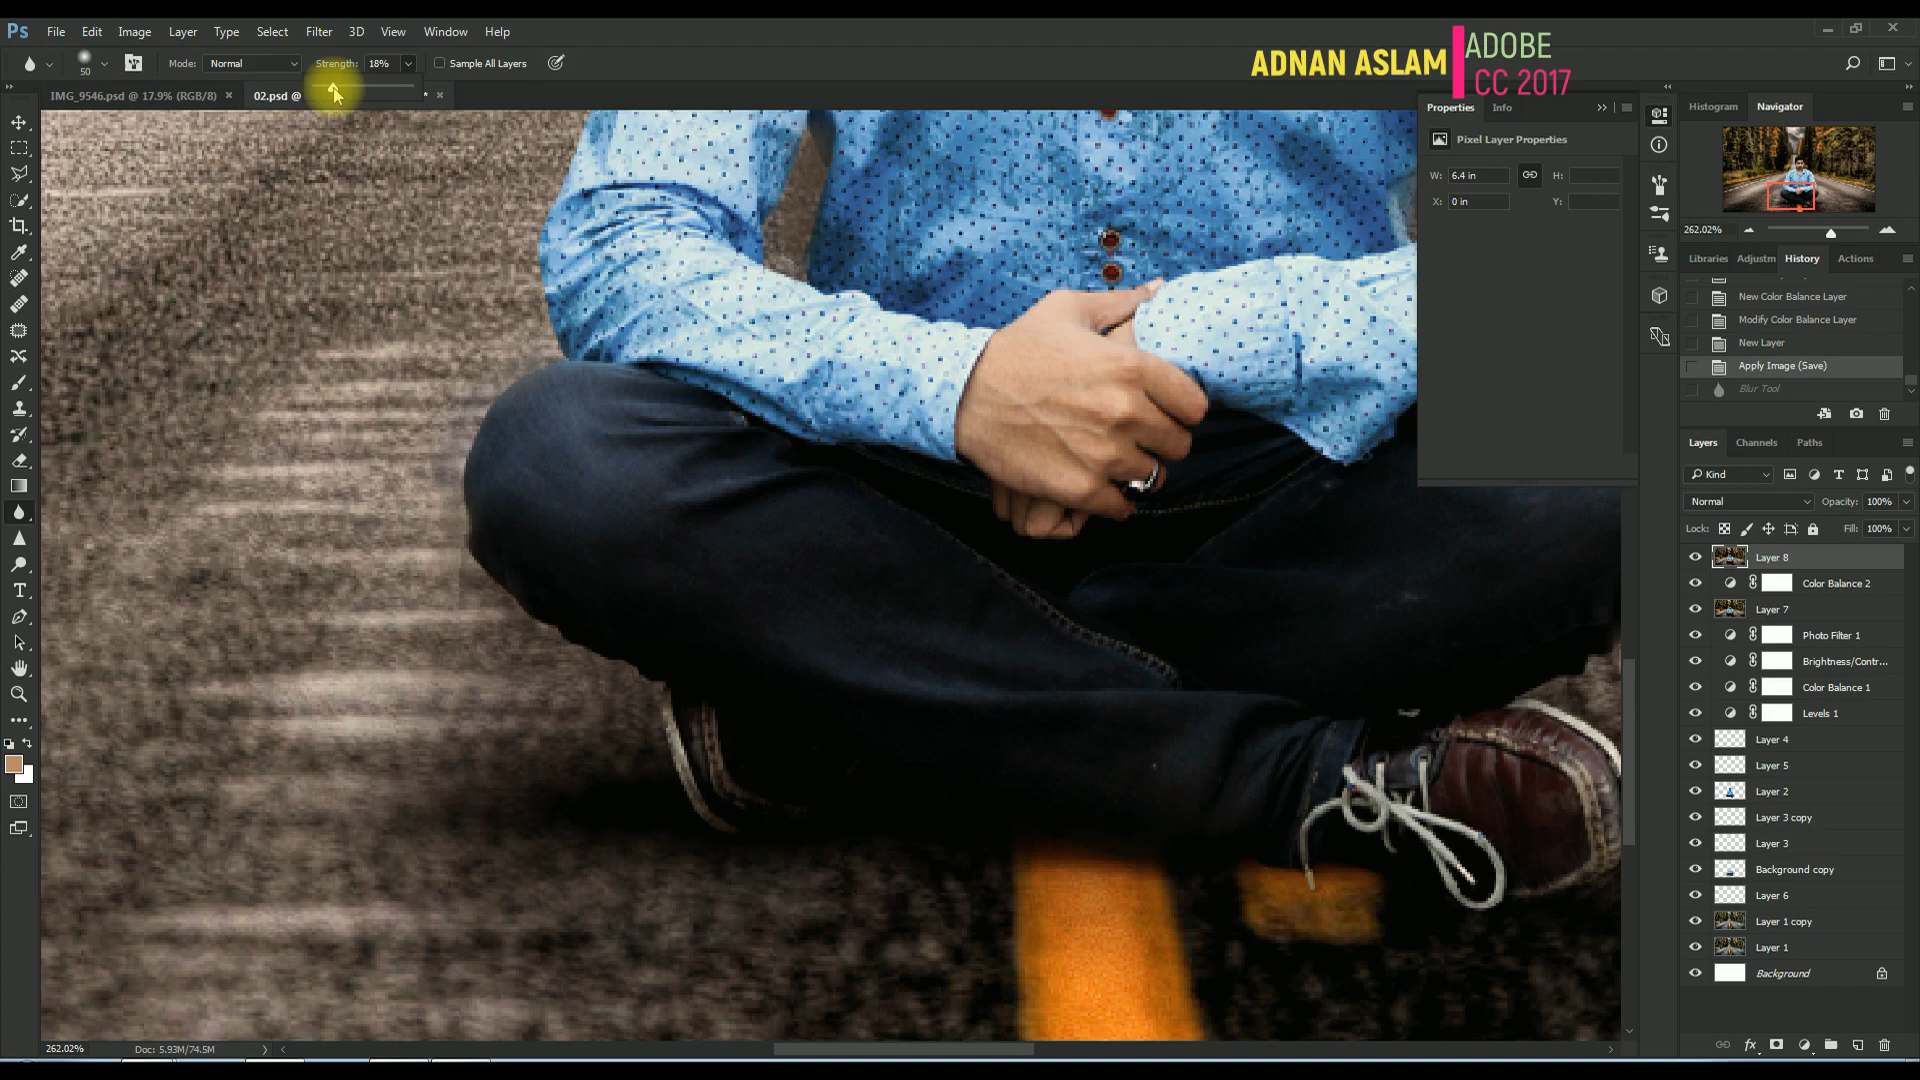 Ps File Edit Image Layer Type Select Filter 3D View Window Help
ADNAN ASLAM
ADOBE
CC 2017
50 Mode: Normal Strength: 18% Sample All Layers
IMG_9546.psd @ 17.9% (RGB/8) × 02.psd @ * ×
Properties Info
Pixel Layer Properties
W: 6.4 in H:
X: 0 in Y:
Histogram Navigator
262.02%
Libraries Adjustm History Actions
New Color Balance Layer
Modify Color Balance Layer
New Layer
Apply Image (Save)
Blur Tool
Layers Channels Paths
Kind
Normal Opacity: 100%
Lock: Fill: 100%
Layer 8
Color Balance 2
Layer 7
Photo Filter 1
Brightness/Contr...
Color Balance 1
Levels 1
Layer 4
Layer 5
Layer 2
Layer 3 copy
Layer 3
Background copy
Layer 6
Layer 1 copy
Layer 1
Background
262.02% Doc: 5.93M/74.5M